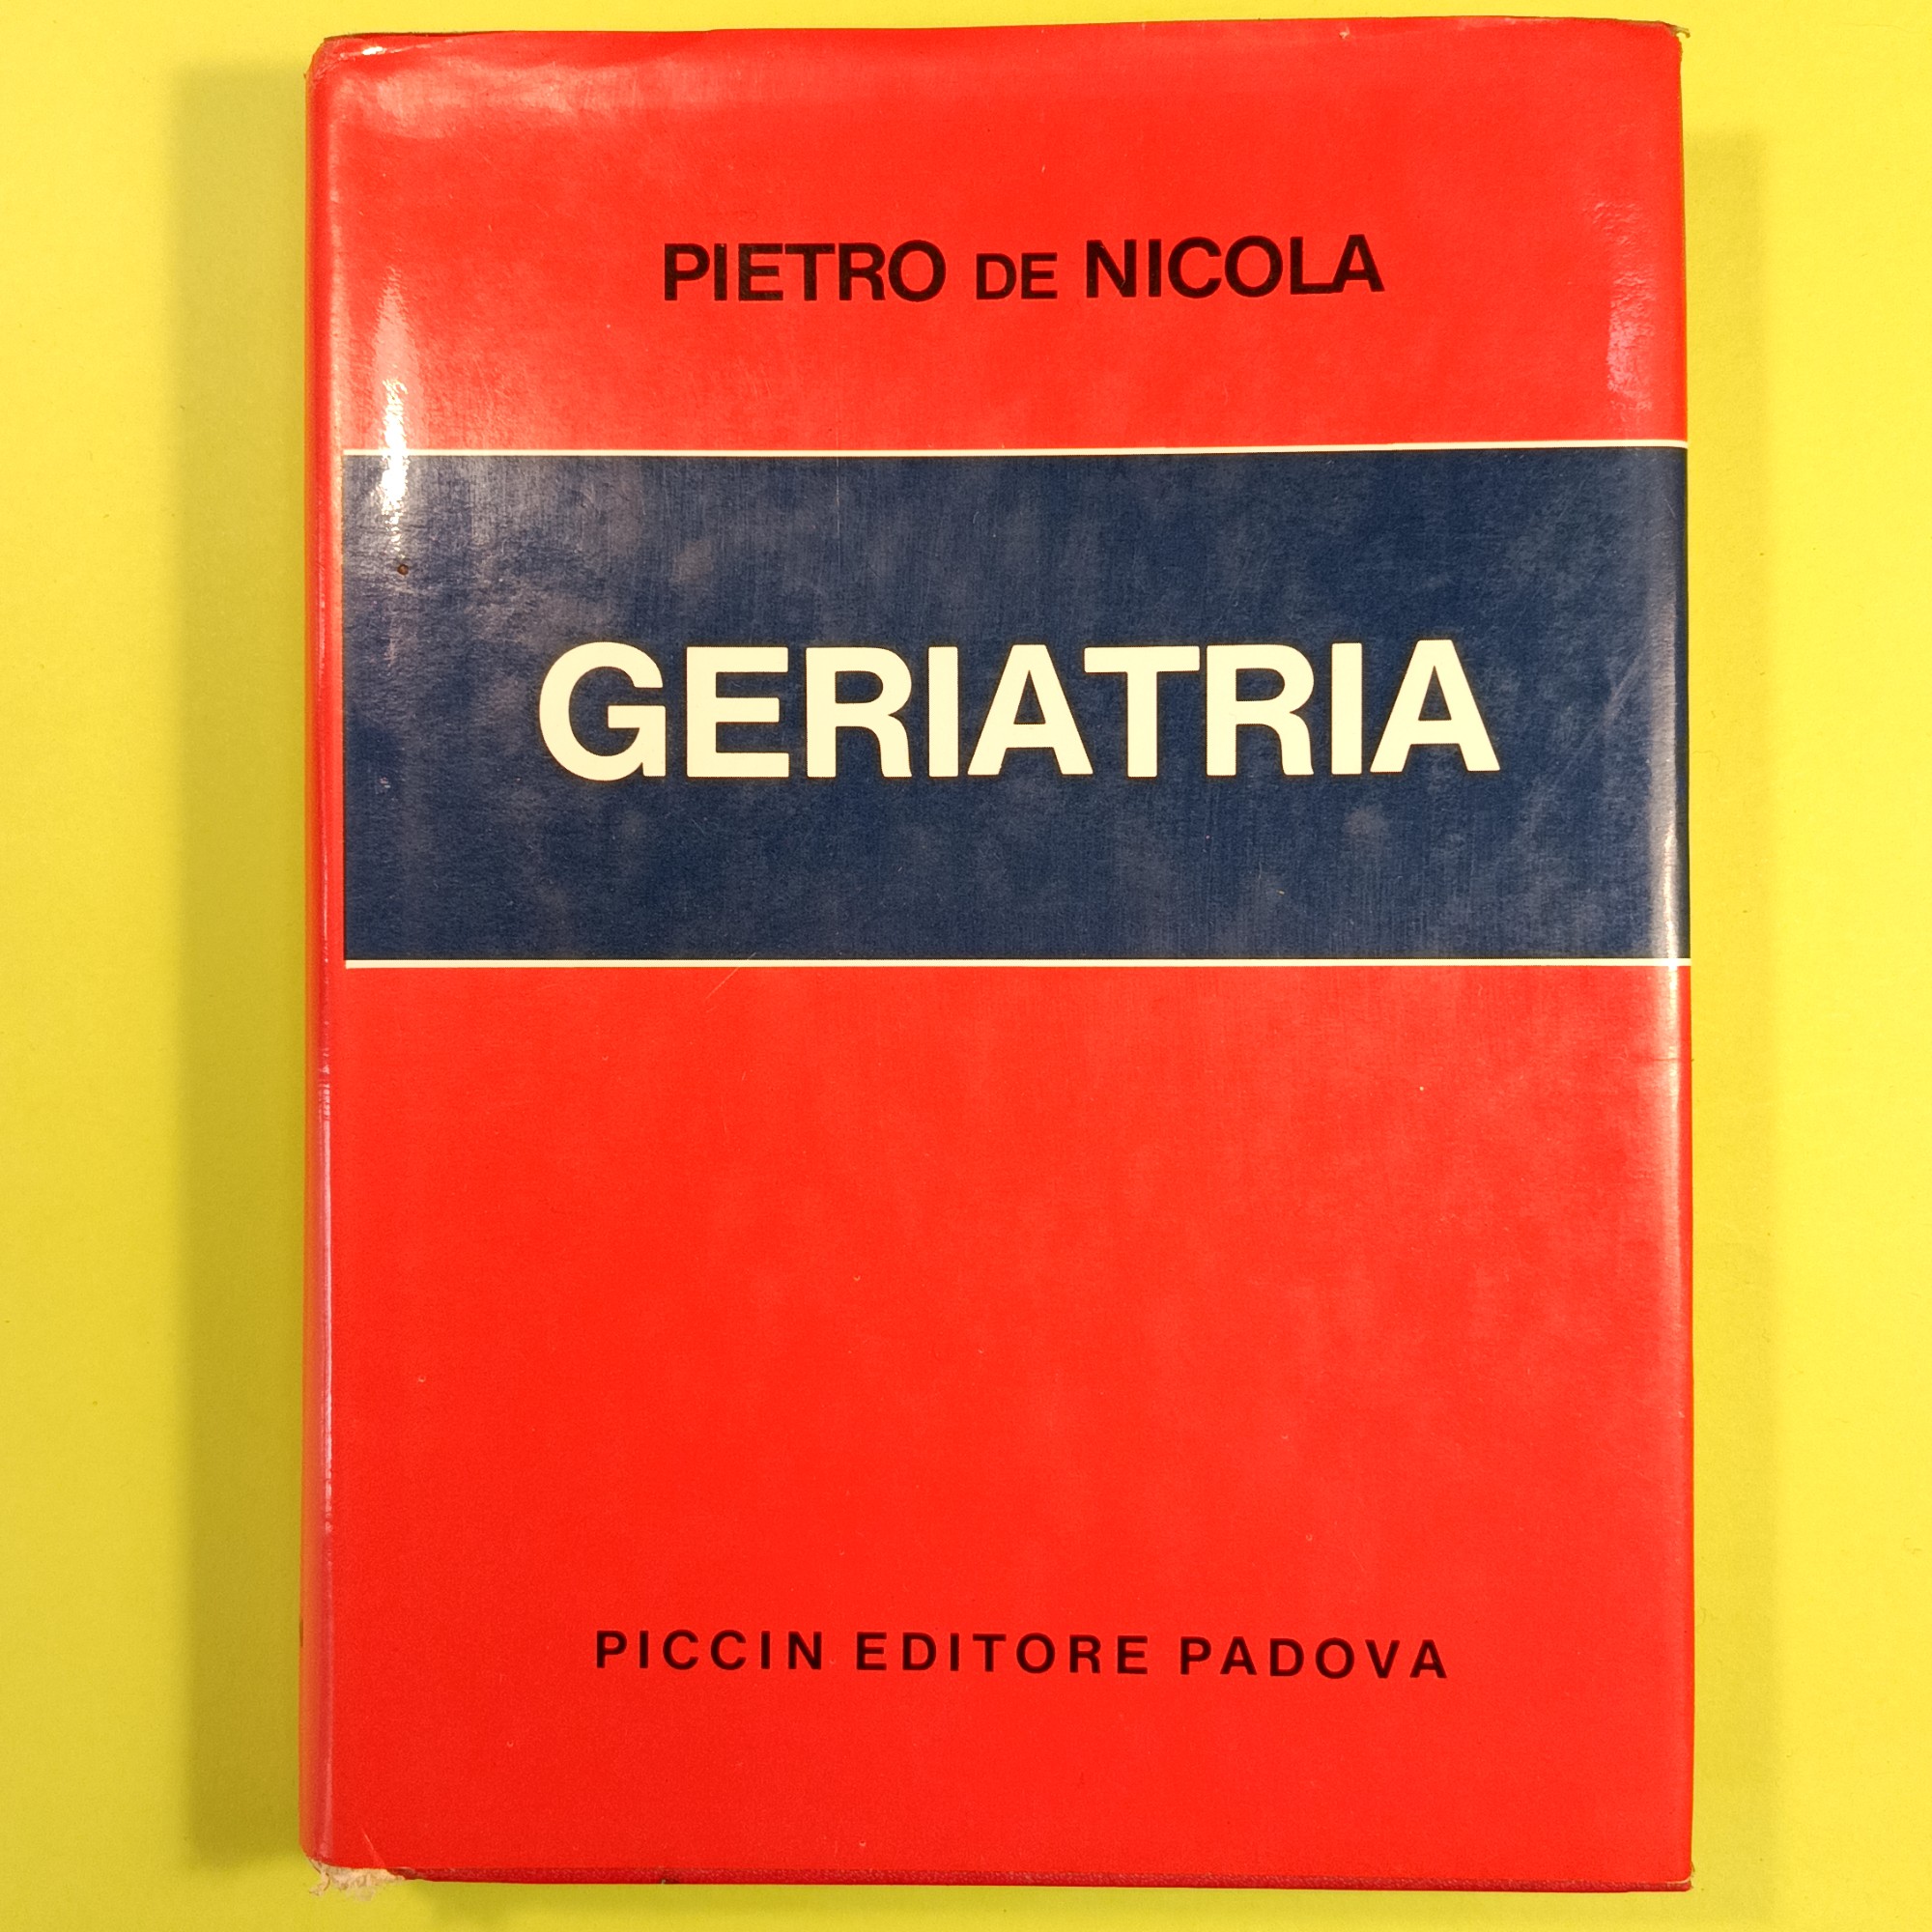 PIETRO DE NICOLA
GERIATRIA
PICCIN EDITORE PADOVA